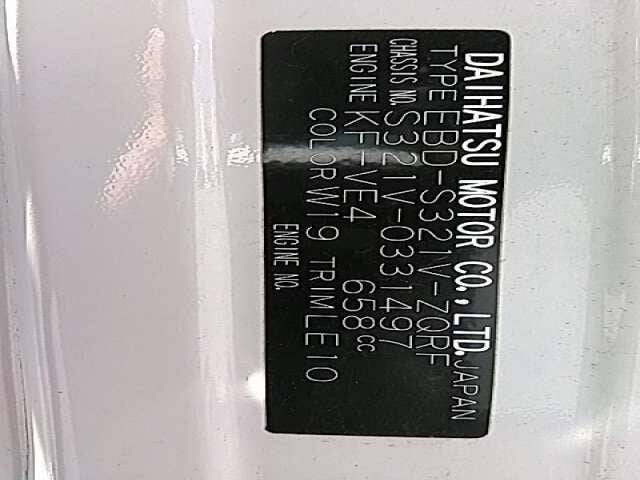 DAIHATSU MOTOR CO.,LTD. JAPAN
TYPE EBD-S321V-ZQRF
CHASSIS NO. S321V-0331497
ENGINE KF-VE4 658cc
COLOR W19 TRIM LE10
ENGINE NO.